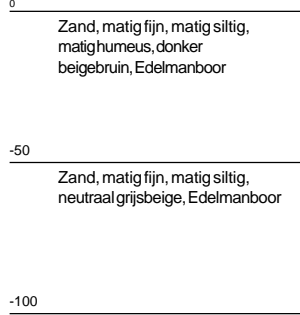 0
Zand, matig fijn, matig siltig,
matig humeus, donker
beigebruin, Edelmanboor
-50
Zand, matig fijn, matig siltig,
neutraal grijsbeige, Edelmanboor
-100